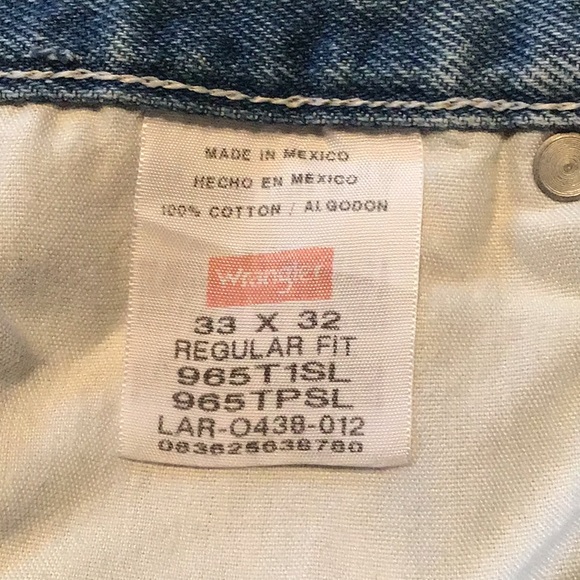 MADE IN MEXICO
HECHO EN MÉXICO
100% COTTON / ALGODON
Wrangler
33 X 32
REGULAR FIT
965T1SL
965TPSL
LAR-0438-012
083625638780